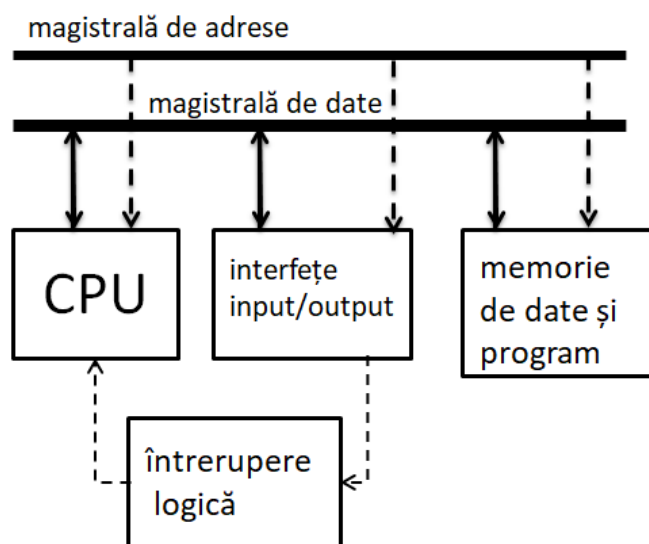 magistrală de adrese
magistrală de date
CPU
interfețe
input/output
memorie
de date și
program
întrerupere
logică